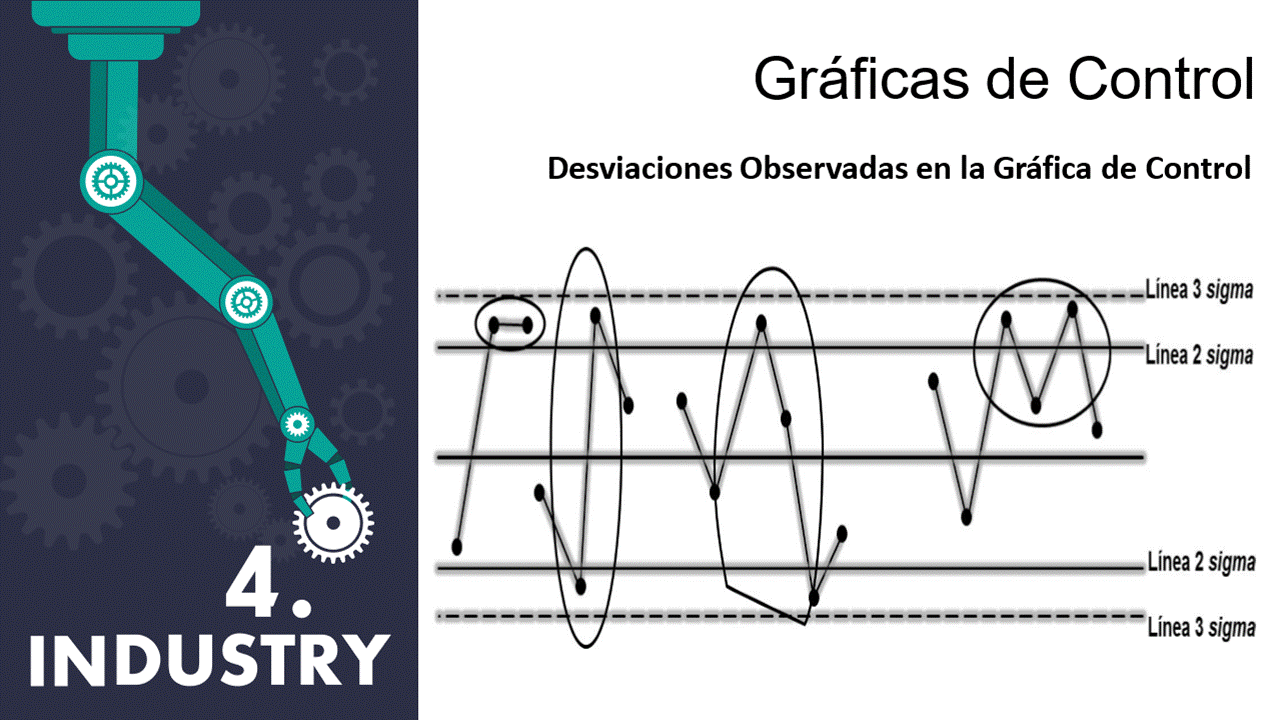 Gráficas de Control
Desviaciones Observadas en la Gráfica de Control
Línea 3 sigma
Línea 2 sigma
Línea 2 sigma
Línea 3 sigma
4.
INDUSTRY